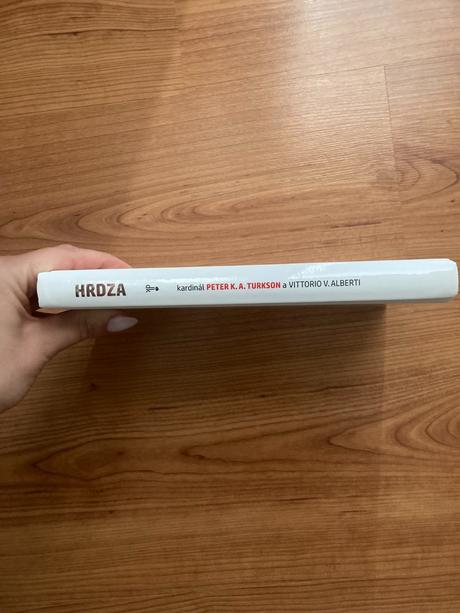 HRDZA kardinál PETER K. A. TURKSON a VITTORIO V. ALBERTI